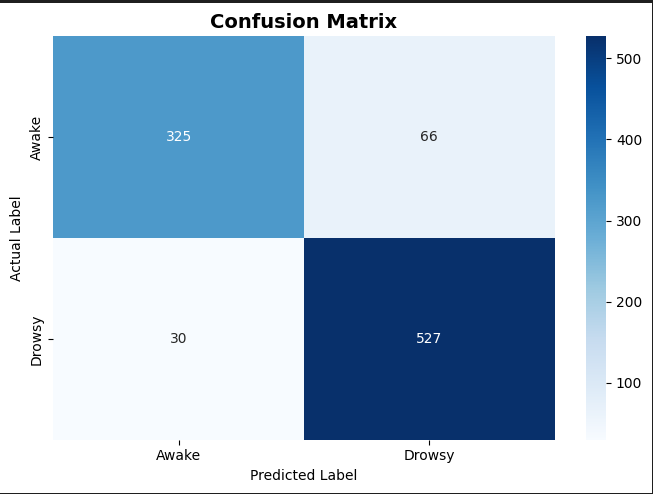 Confusion Matrix
Actual Label
Awake
325
66
Drowsy
30
527
Awake
Drowsy
Predicted Label
500
400
300
200
100